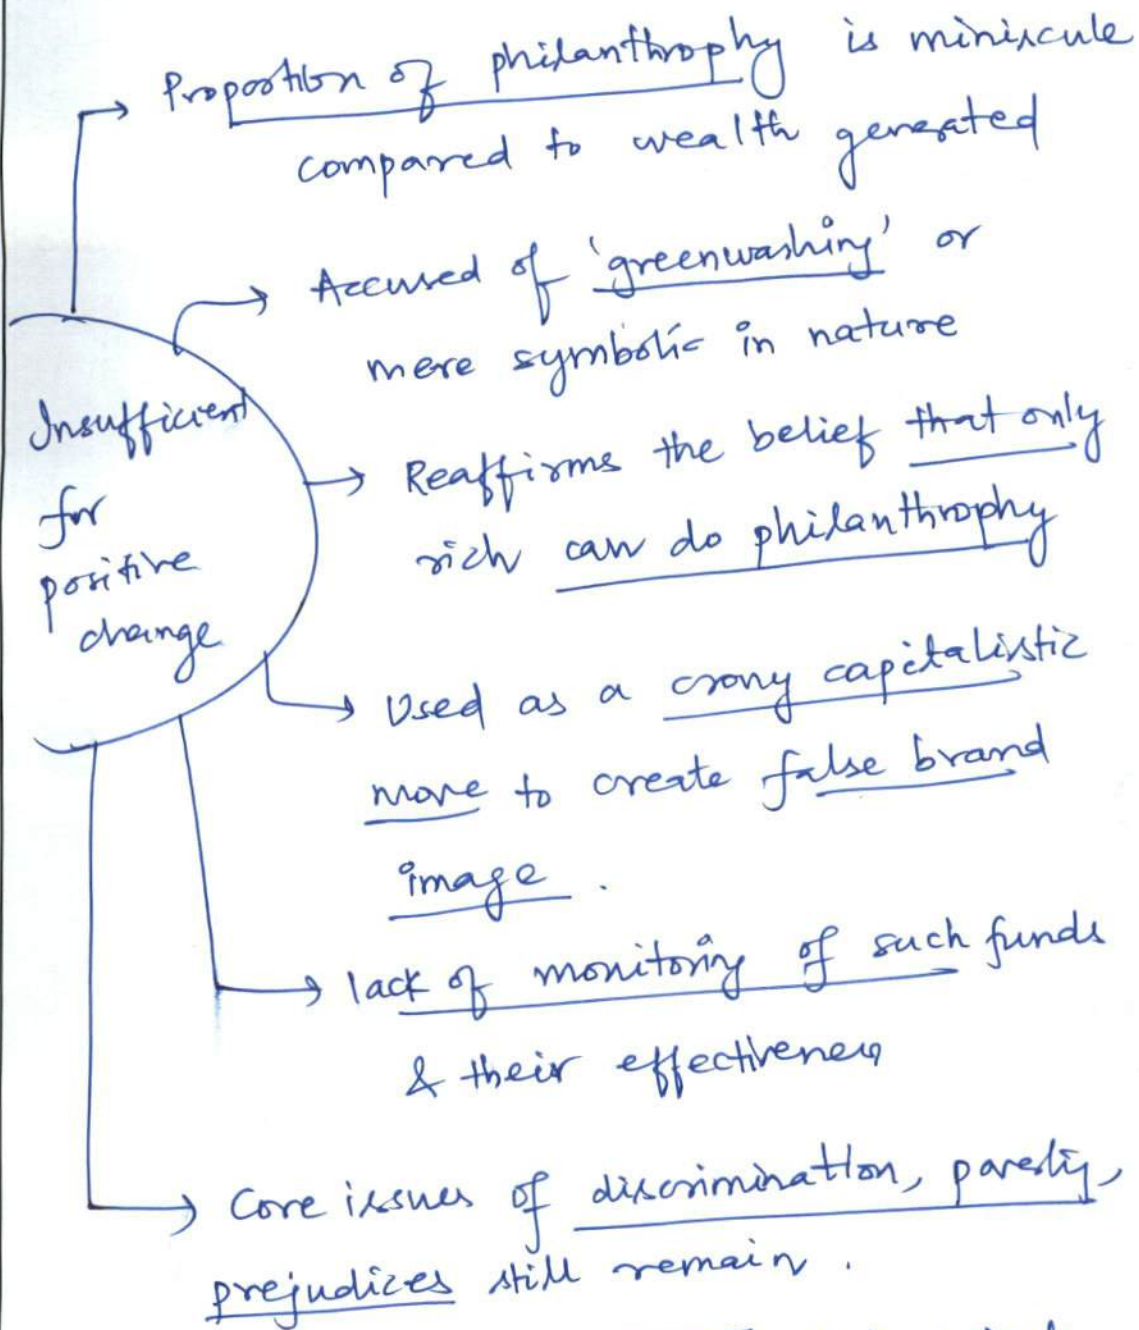 Proportion of philanthrophy is miniscule
compared to wealth generated
Accused of 'greenwashing' or
mere symbolic in nature
Insufficient
for
positive
change
Reaffirms the belief that only
rich can do philanthrophy
Used as a crony capitalistic
move to create false brand
image.
lack of monitoring of such funds
& their effectiveness
Core issues of discrimination, poverty,
prejudices still remain.